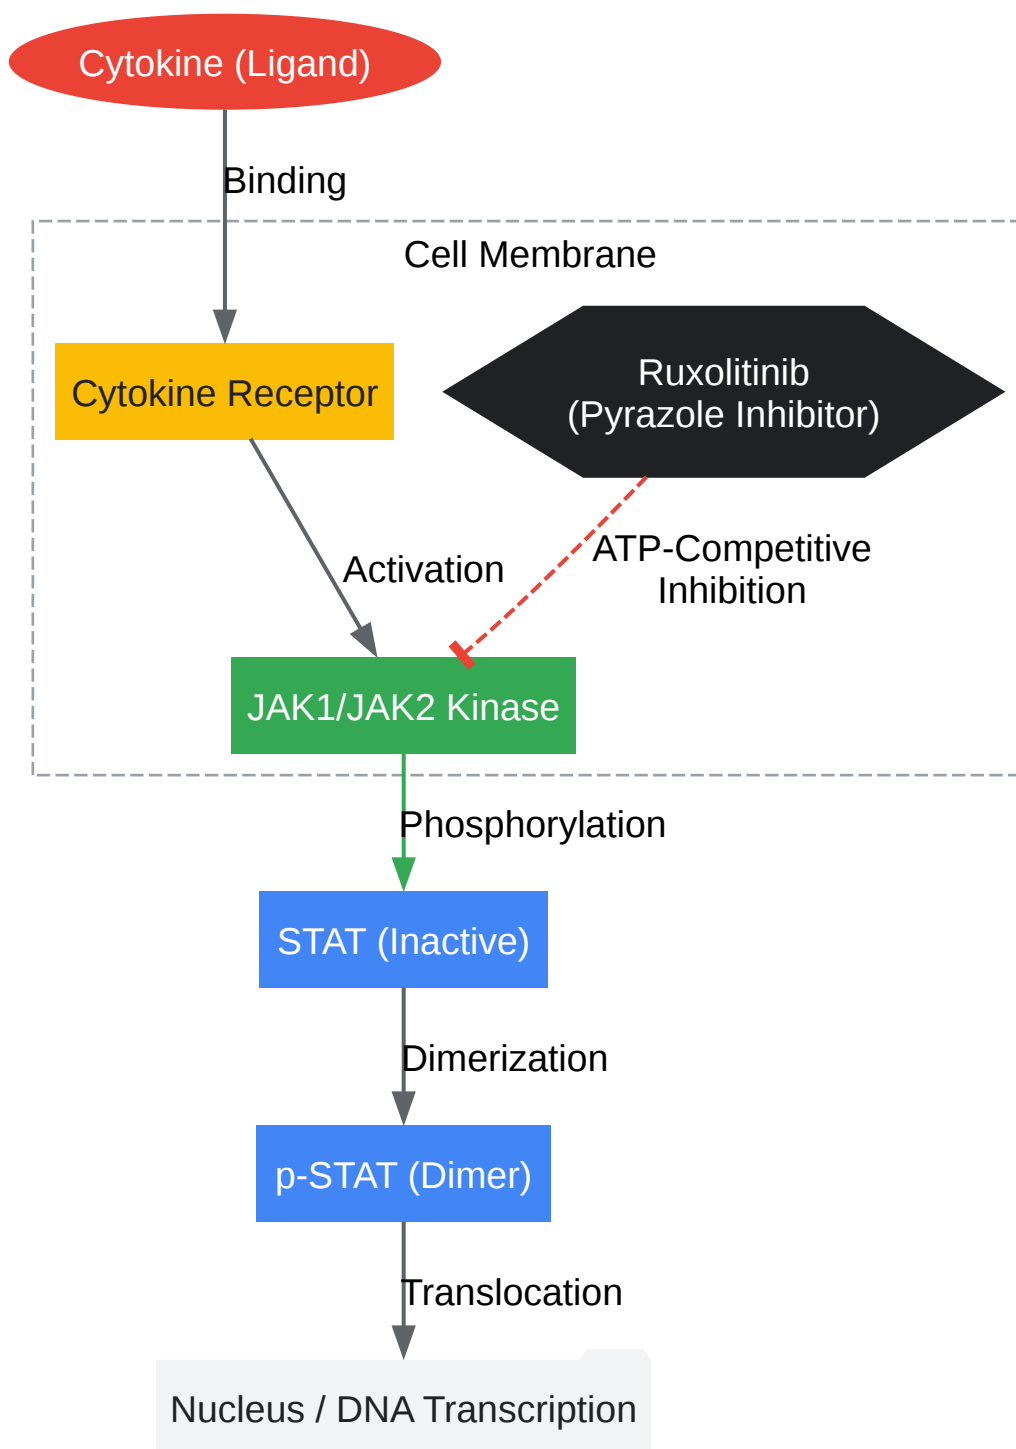 Cytokine (Ligand)
Binding
Cell Membrane
Ruxolitinib
(Pyrazole Inhibitor)
Cytokine Receptor
ATP-Competitive
Inhibition
Activation
JAK1/JAK2 Kinase
Phosphorylation
STAT (Inactive)
Dimerization
p-STAT (Dimer)
Translocation
Nucleus / DNA Transcription